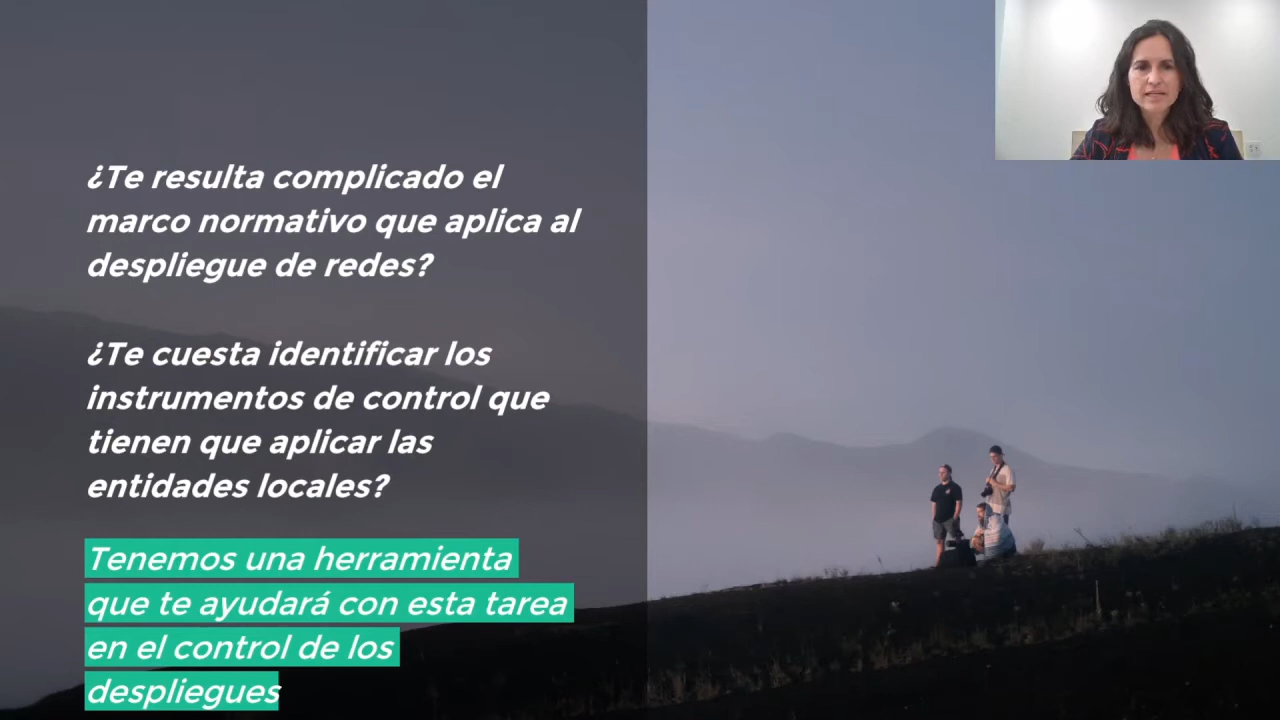 ¿Te resulta complicado el
marco normativo que aplica al
despliegue de redes?
¿Te cuesta identificar los
instrumentos de control que
tienen que aplicar las
entidades locales?
Tenemos una herramienta
que te ayudará con esta tarea
en el control de los
despliegues